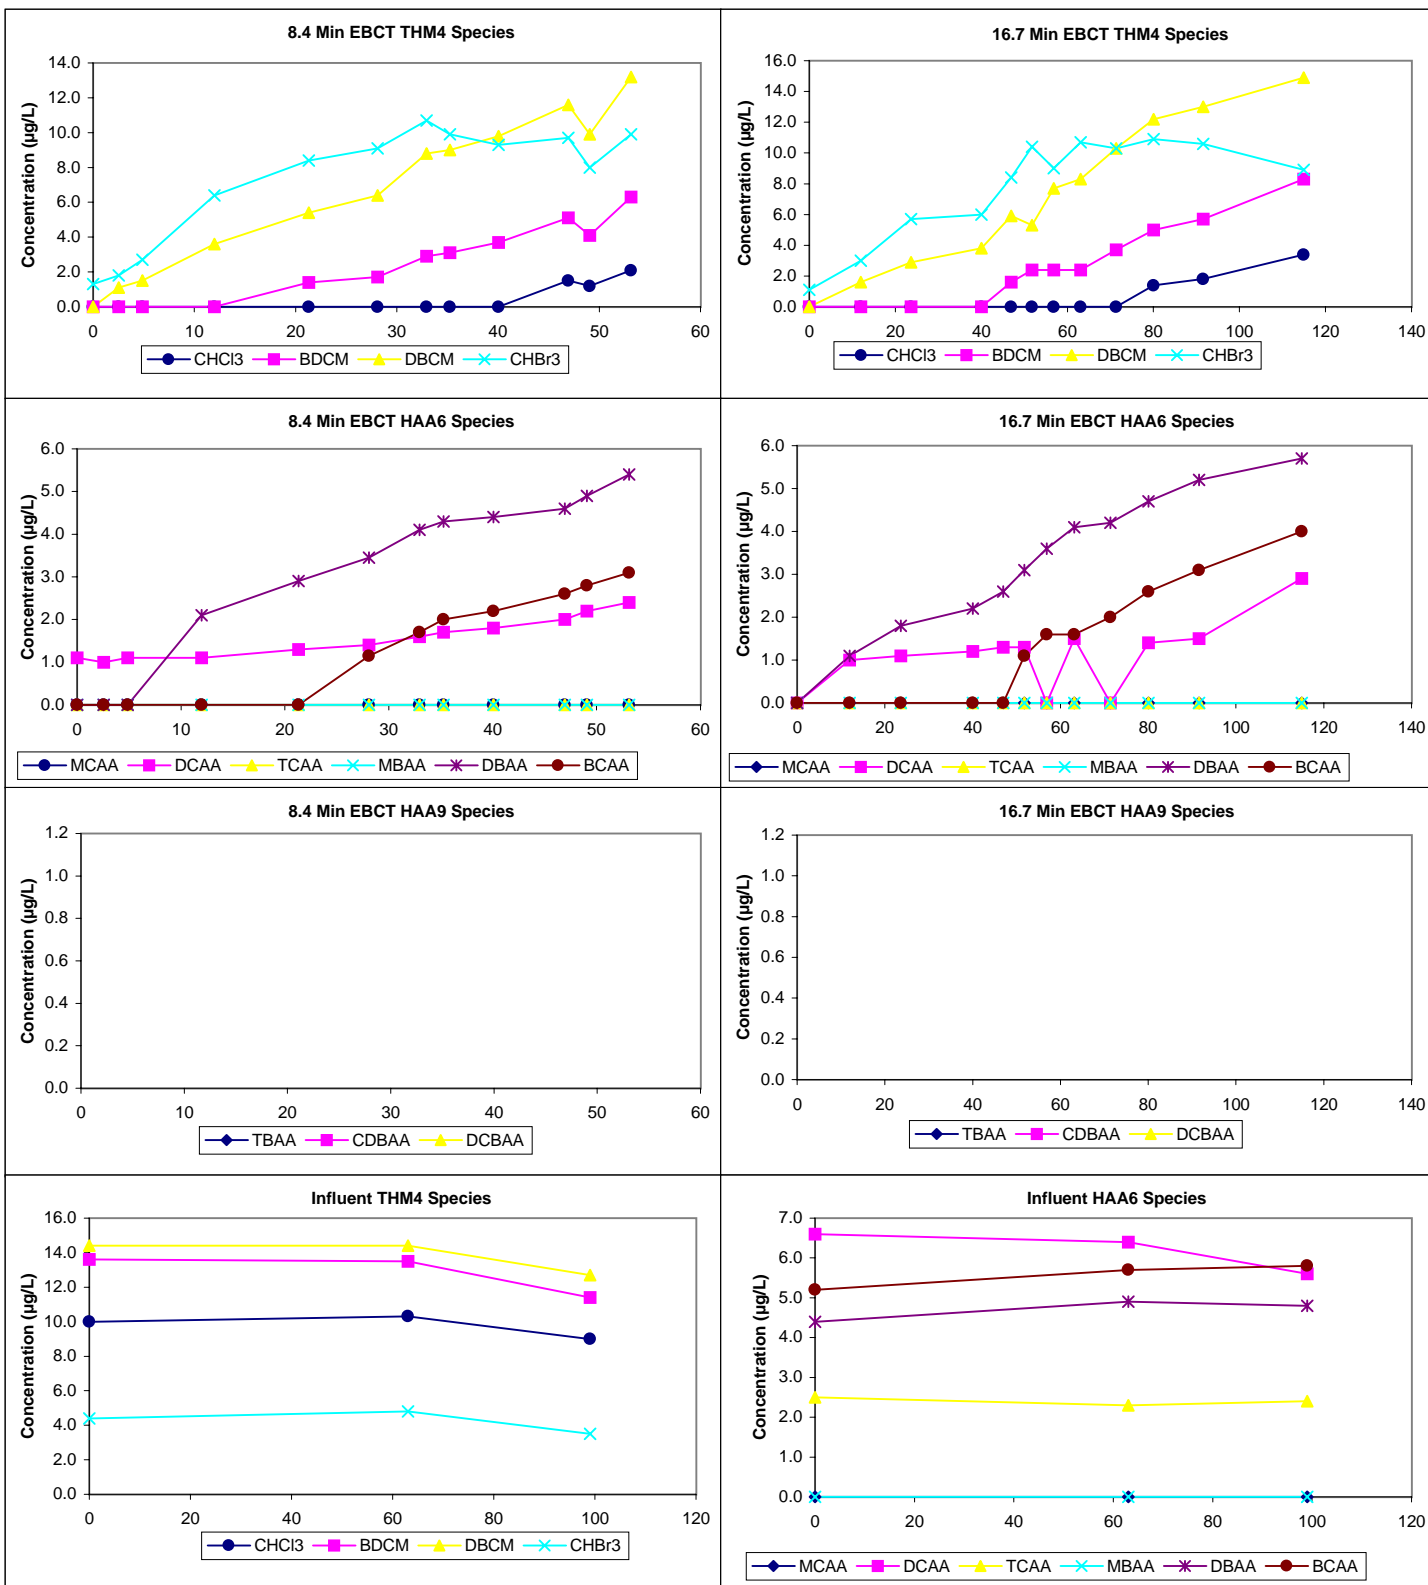 8.4 Min EBCT THM4 Species
Concentration (µg/L)
14.0
12.0
10.0
8.0
6.0
4.0
2.0
0.0
0 10 20 30 40 50 60
CHCl3 BDCM DBCM CHBr3
16.7 Min EBCT THM4 Species
Concentration (µg/L)
16.0
14.0
12.0
10.0
8.0
6.0
4.0
2.0
0.0
0 20 40 60 80 100 120 140
CHCl3 BDCM DBCM CHBr3
8.4 Min EBCT HAA6 Species
Concentration (µg/L)
6.0
5.0
4.0
3.0
2.0
1.0
0.0
0 10 20 30 40 50 60
MCAA DCAA TCAA MBAA DBAA BCAA
16.7 Min EBCT HAA6 Species
Concentration (µg/L)
6.0
5.0
4.0
3.0
2.0
1.0
0.0
0 20 40 60 80 100 120 140
MCAA DCAA TCAA MBAA DBAA BCAA
8.4 Min EBCT HAA9 Species
Concentration (µg/L)
1.2
1.0
0.8
0.6
0.4
0.2
0.0
0 10 20 30 40 50 60
TBAA CDBAA DCBAA
16.7 Min EBCT HAA9 Species
Concentration (µg/L)
1.2
1.0
0.8
0.6
0.4
0.2
0.0
0 20 40 60 80 100 120 140
TBAA CDBAA DCBAA
Influent THM4 Species
Concentration (µg/L)
16.0
14.0
12.0
10.0
8.0
6.0
4.0
2.0
0.0
0 20 40 60 80 100 120
CHCl3 BDCM DBCM CHBr3
Influent HAA6 Species
Concentration (µg/L)
7.0
6.0
5.0
4.0
3.0
2.0
1.0
0.0
0 20 40 60 80 100 120
MCAA DCAA TCAA MBAA DBAA BCAA